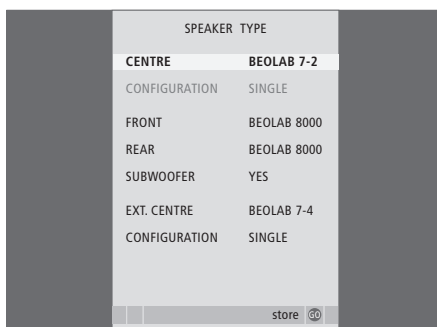 SPEAKER TYPE
CENTRE BEOLAB 7-2
CONFIGURATION SINGLE
FRONT BEOLAB 8000
REAR BEOLAB 8000
SUBWOOFER YES
EXT. CENTRE BEOLAB 7-4
CONFIGURATION SINGLE
store GO